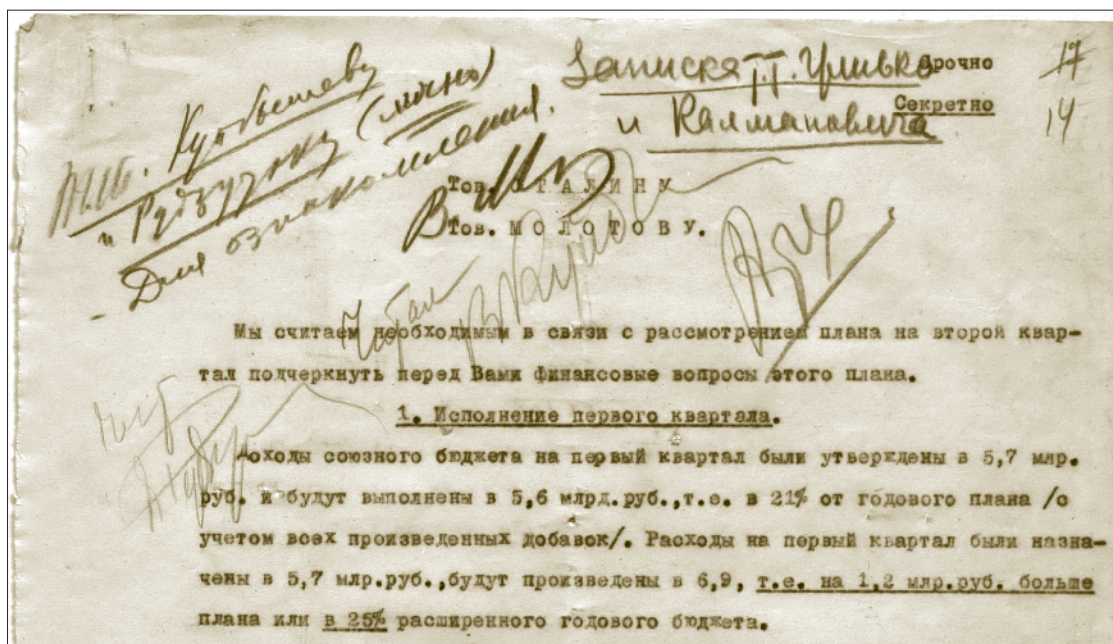 Записка т.т. Гринько
и Калмановича
Срочно
Секретно
17
14
т.т. Куйбышеву
и Рудзутаку (лично)
Для ознакомления.
Тов. СТАЛИНУ
Тов. МОЛОТОВУ.
Читал
В Куйб
Мы считаем необходимым в связи с рассмотрением плана на второй квар-
тал подчеркнуть перед Вами финансовые вопросы этого плана.
1. Исполнение первого квартала.
Доходы союзного бюджета на первый квартал были утверждены в 5,7 млр.
руб. и будут выполнены в 5,6 млрд.руб.,т.е. в 21% от годового плана /с
учетом всех произведенных добавок/. Расходы на первый квартал были назна-
чены в 5,7 млр.руб.,будут произведены в 6,9, т.е. на 1,2 млр.руб. больше
плана или в 25% расширенного годового бюджета.